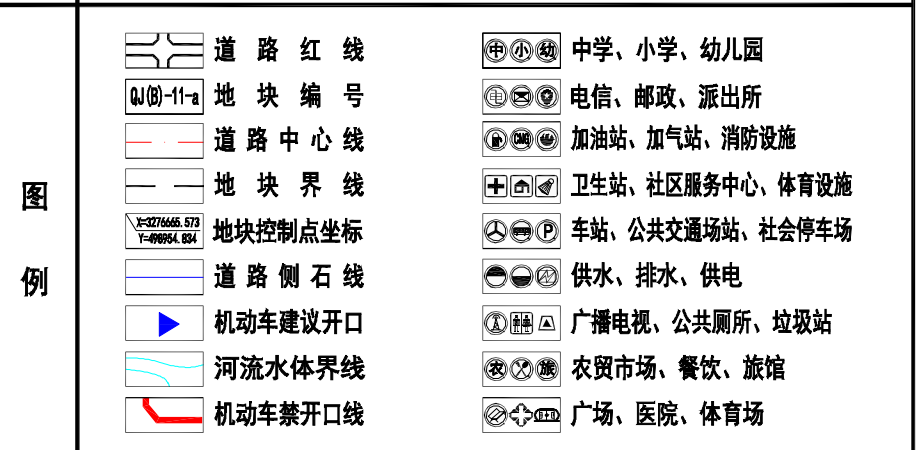 图例
道路红线
QJ(B)-11-a 地块编号
道路中心线
地块界线
X=3276665.573
Y=498954.834
地块控制点坐标
道路侧石线
机动车建议开口
河流水体界线
机动车禁开口线
中 小 幼 中学、小学、幼儿园
电信、邮政、派出所
CNG 加油站、加气站、消防设施
卫生站、社区服务中心、体育设施
P 车站、公共交通场站、社会停车场
供水、排水、供电
广播电视、公共厕所、垃圾站
农 旅 农贸市场、餐饮、旅馆
广场、医院、体育场